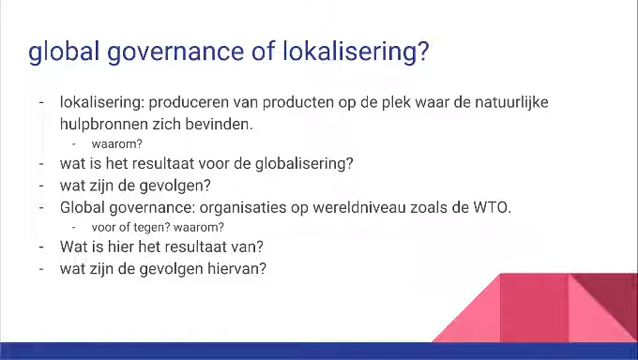 global governance of lokalisering?
- lokalisering: produceren van producten op de plek waar de natuurlijke
hulpbronnen zich bevinden.
- waarom?
- wat is het resultaat voor de globalisering?
- wat zijn de gevolgen?
- Global governance: organisaties op wereldniveau zoals de WTO.
- voor of tegen? waarom?
- Wat is hier het resultaat van?
- wat zijn de gevolgen hiervan?